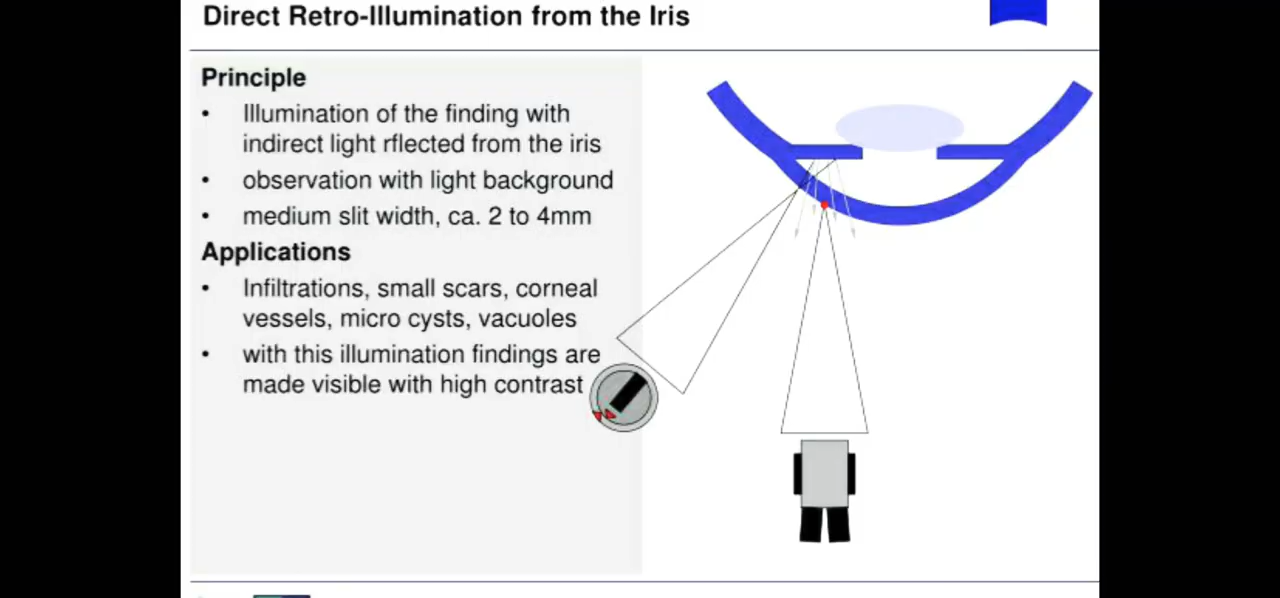 Direct Retro-Illumination from the Iris
Principle
• Illumination of the finding with
indirect light rflected from the iris
• observation with light background
• medium slit width, ca. 2 to 4mm
Applications
• Infiltrations, small scars, corneal
vessels, micro cysts, vacuoles
• with this illumination findings are
made visible with high contrast